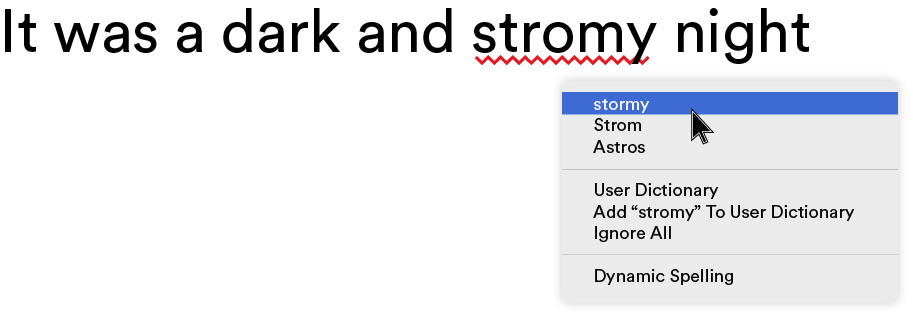 It was a dark and stromy night
stormy
Strom
Astros
User Dictionary
Add “stromy” To User Dictionary
Ignore All
Dynamic Spelling